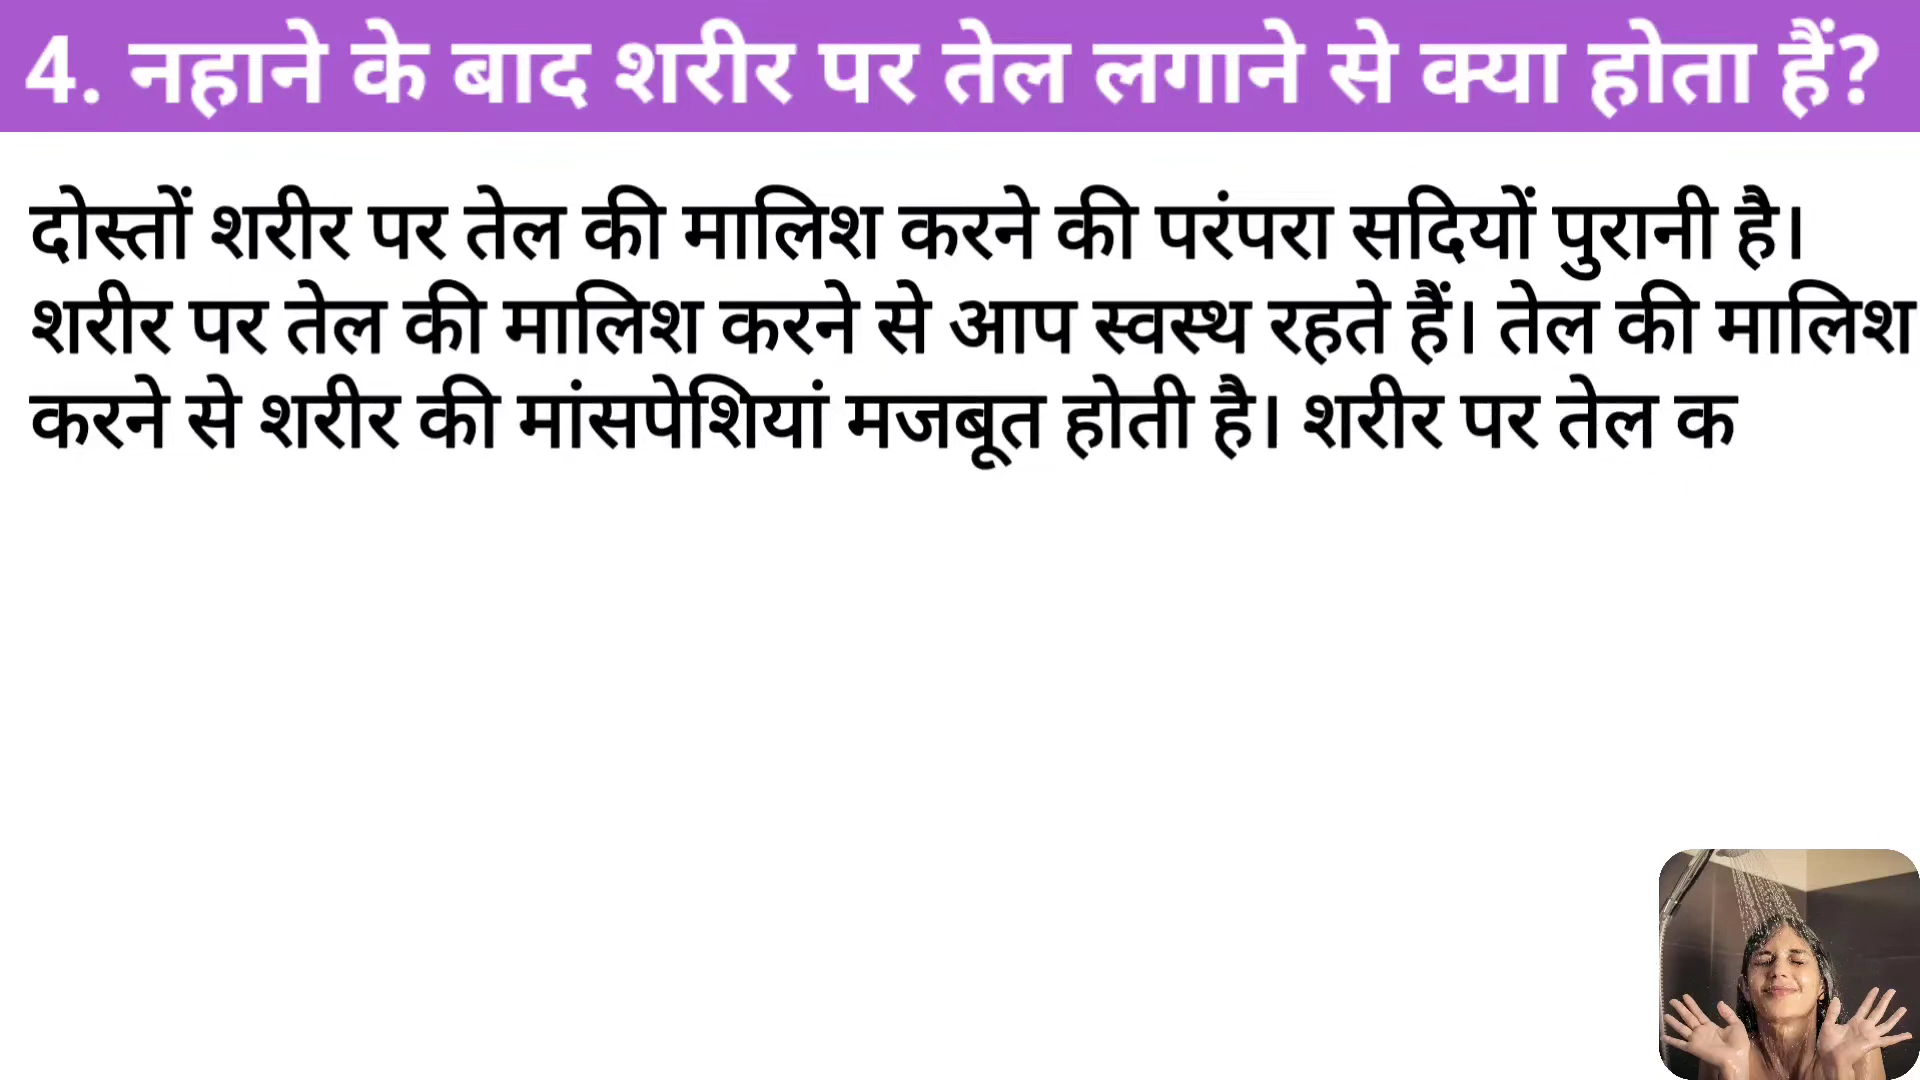 4. नहाने के बाद शरीर पर तेल लगाने से क्या होता हैं?
दोस्तों शरीर पर तेल की मालिश करने की परंपरा सदियों पुरानी है।
शरीर पर तेल की मालिश करने से आप स्वस्थ रहते हैं। तेल की मालिश
करने से शरीर की मांसपेशियां मजबूत होती है। शरीर पर तेल क